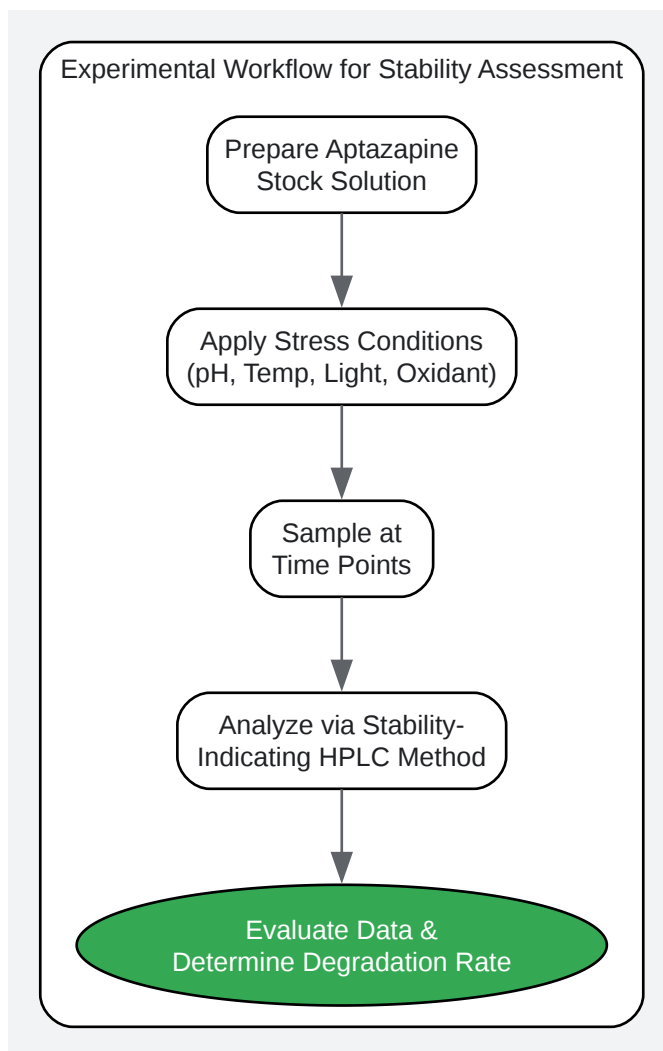 Experimental Workflow for Stability Assessment
Prepare Aptazapine
Stock Solution
Apply Stress Conditions
(pH, Temp, Light, Oxidant)
Sample at
Time Points
Analyze via Stability-
Indicating HPLC Method
Evaluate Data &
Determine Degradation Rate